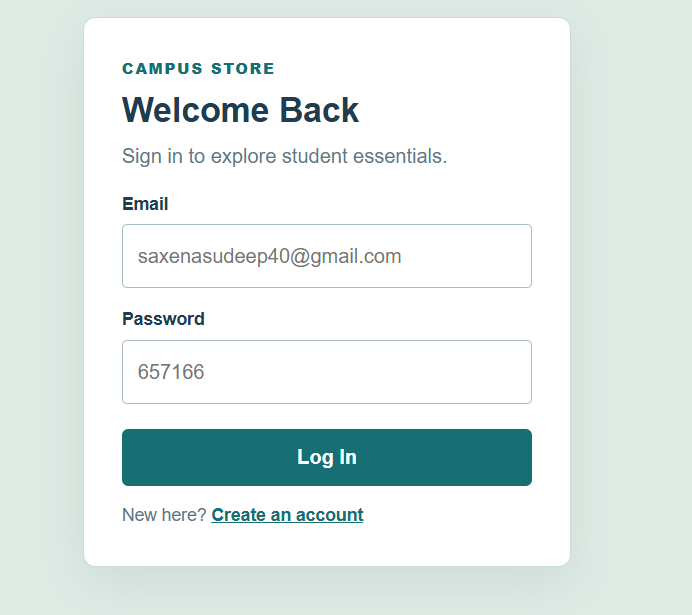 CAMPUS STORE
Welcome Back
Sign in to explore student essentials.
Email
saxenasudeep40@gmail.com
Password
657166
Log In
New here? Create an account